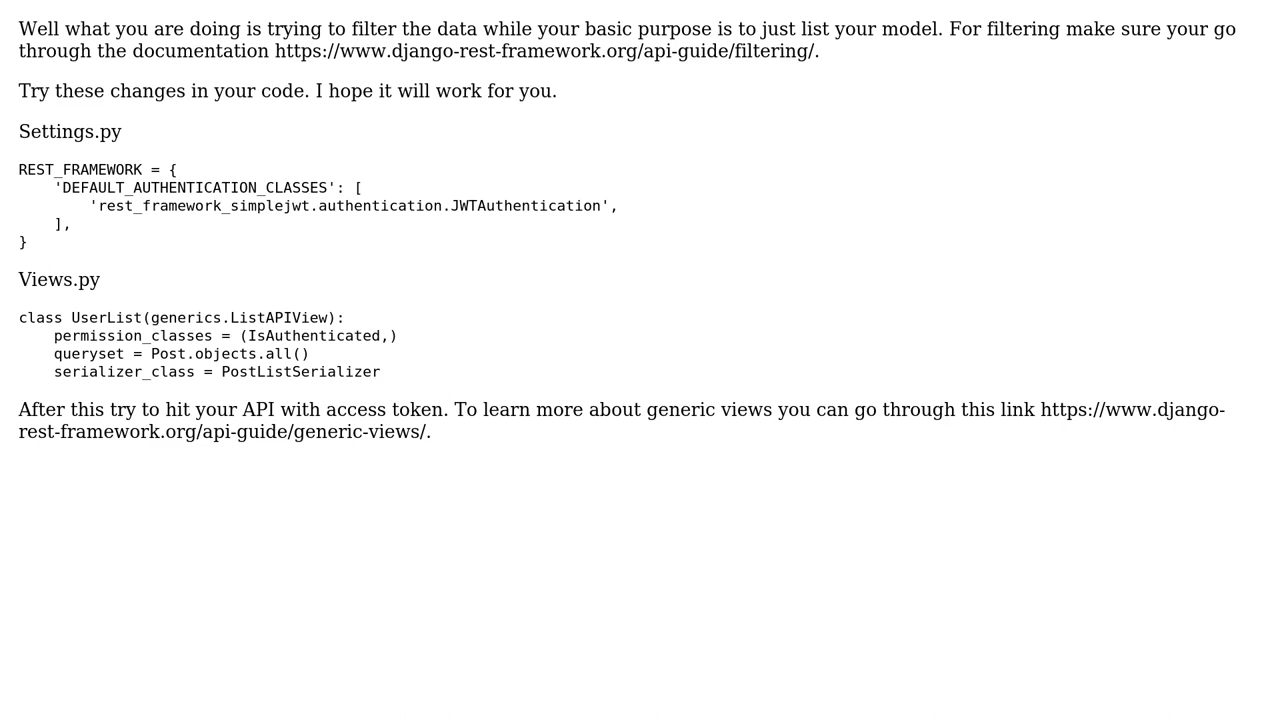 Well what you are doing is trying to filter the data while your basic purpose is to just list your model. For filtering make sure your go
through the documentation https://www.django-rest-framework.org/api-guide/filtering/.
Try these changes in your code. I hope it will work for you.
Settings.py
REST_FRAMEWORK = {
    'DEFAULT_AUTHENTICATION_CLASSES': [
        'rest_framework_simplejwt.authentication.JWTAuthentication',
    ],
}
Views.py
class UserList(generics.ListAPIView):
    permission_classes = (IsAuthenticated,)
    queryset = Post.objects.all()
    serializer_class = PostListSerializer
After this try to hit your API with access token. To learn more about generic views you can go through this link https://www.django-
rest-framework.org/api-guide/generic-views/.